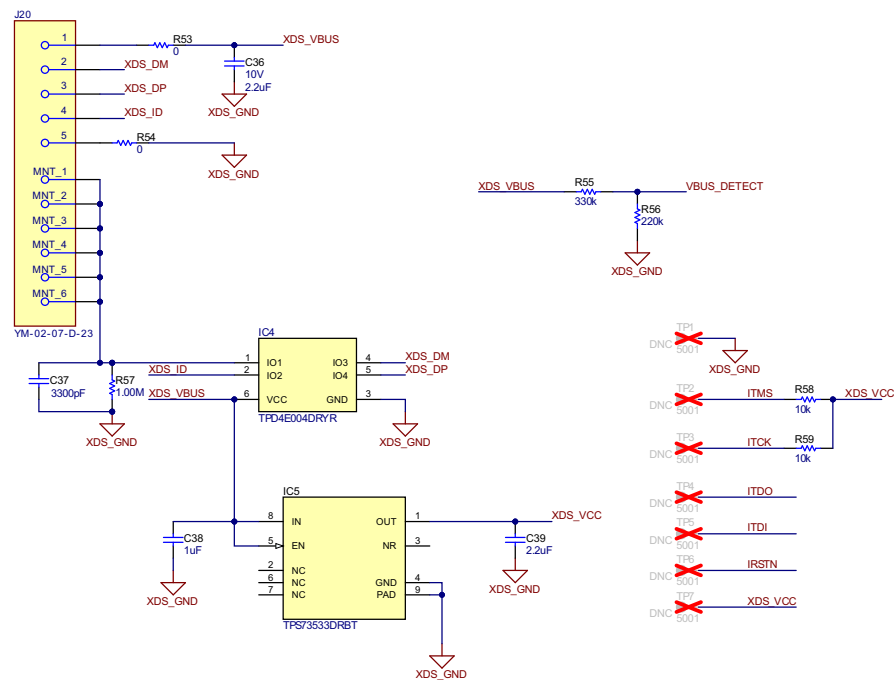 J20
1
R53
0
XDS_VBUS
C36
10V
2.2uF
XDS_GND
2
XDS_DM
3
XDS_DP
4
XDS_ID
5
R54
0
XDS_GND
MNT_1
MNT_2
MNT_3
MNT_4
MNT_5
MNT_6
YM-02-07-D-23
XDS_VBUS
R55
330k
VBUS_DETECT
R56
220k
XDS_GND
C37
3300pF
R57
1.00M
XDS_GND
XDS_ID
XDS_VBUS
IC4
1
IO1
2
IO2
6
VCC
IO3
4
XDS_DM
IO4
5
XDS_DP
GND
3
TPD4E004DRYR
XDS_GND
IC5
8
IN
5
EN
2
NC
6
NC
7
NC
OUT
1
XDS_VCC
NR
3
GND
4
PAD
9
TPS73533DRBT
C38
1uF
XDS_GND
C39
2.2uF
XDS_GND
XDS_GND
TP1
DNC
5001
XDS_GND
TP2
DNC
5001
ITMS
R58
10k
XDS_VCC
TP3
DNC
5001
ITCK
R59
10k
TP4
DNC
5001
ITDO
TP5
DNC
5001
ITDI
TP6
DNC
5001
IRSTN
TP7
DNC
5001
XDS_VCC